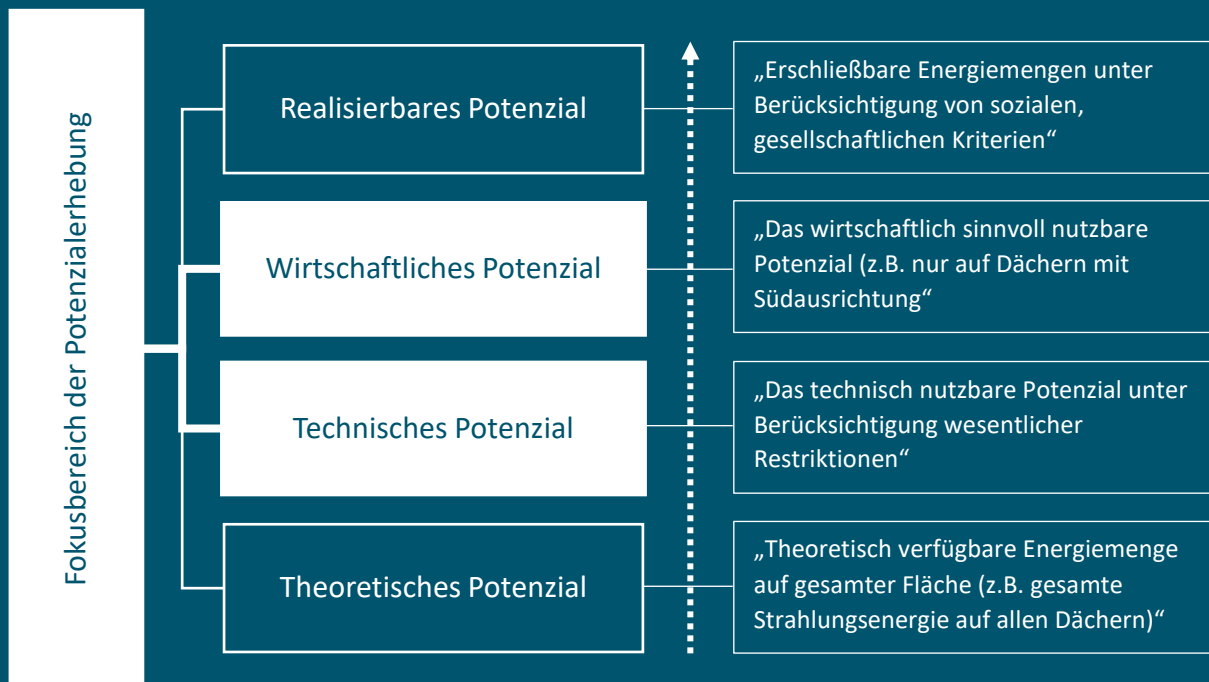 Fokusbereich der Potenzialerhebung
Realisierbares Potenzial
„Erschließbare Energiemengen unter
Berücksichtigung von sozialen,
gesellschaftlichen Kriterien“
Wirtschaftliches Potenzial
„Das wirtschaftlich sinnvoll nutzbare
Potenzial (z.B. nur auf Dächern mit
Südausrichtung“
Technisches Potenzial
„Das technisch nutzbare Potenzial unter
Berücksichtigung wesentlicher
Restriktionen“
Theoretisches Potenzial
„Theoretisch verfügbare Energiemenge
auf gesamter Fläche (z.B. gesamte
Strahlungsenergie auf allen Dächern)“